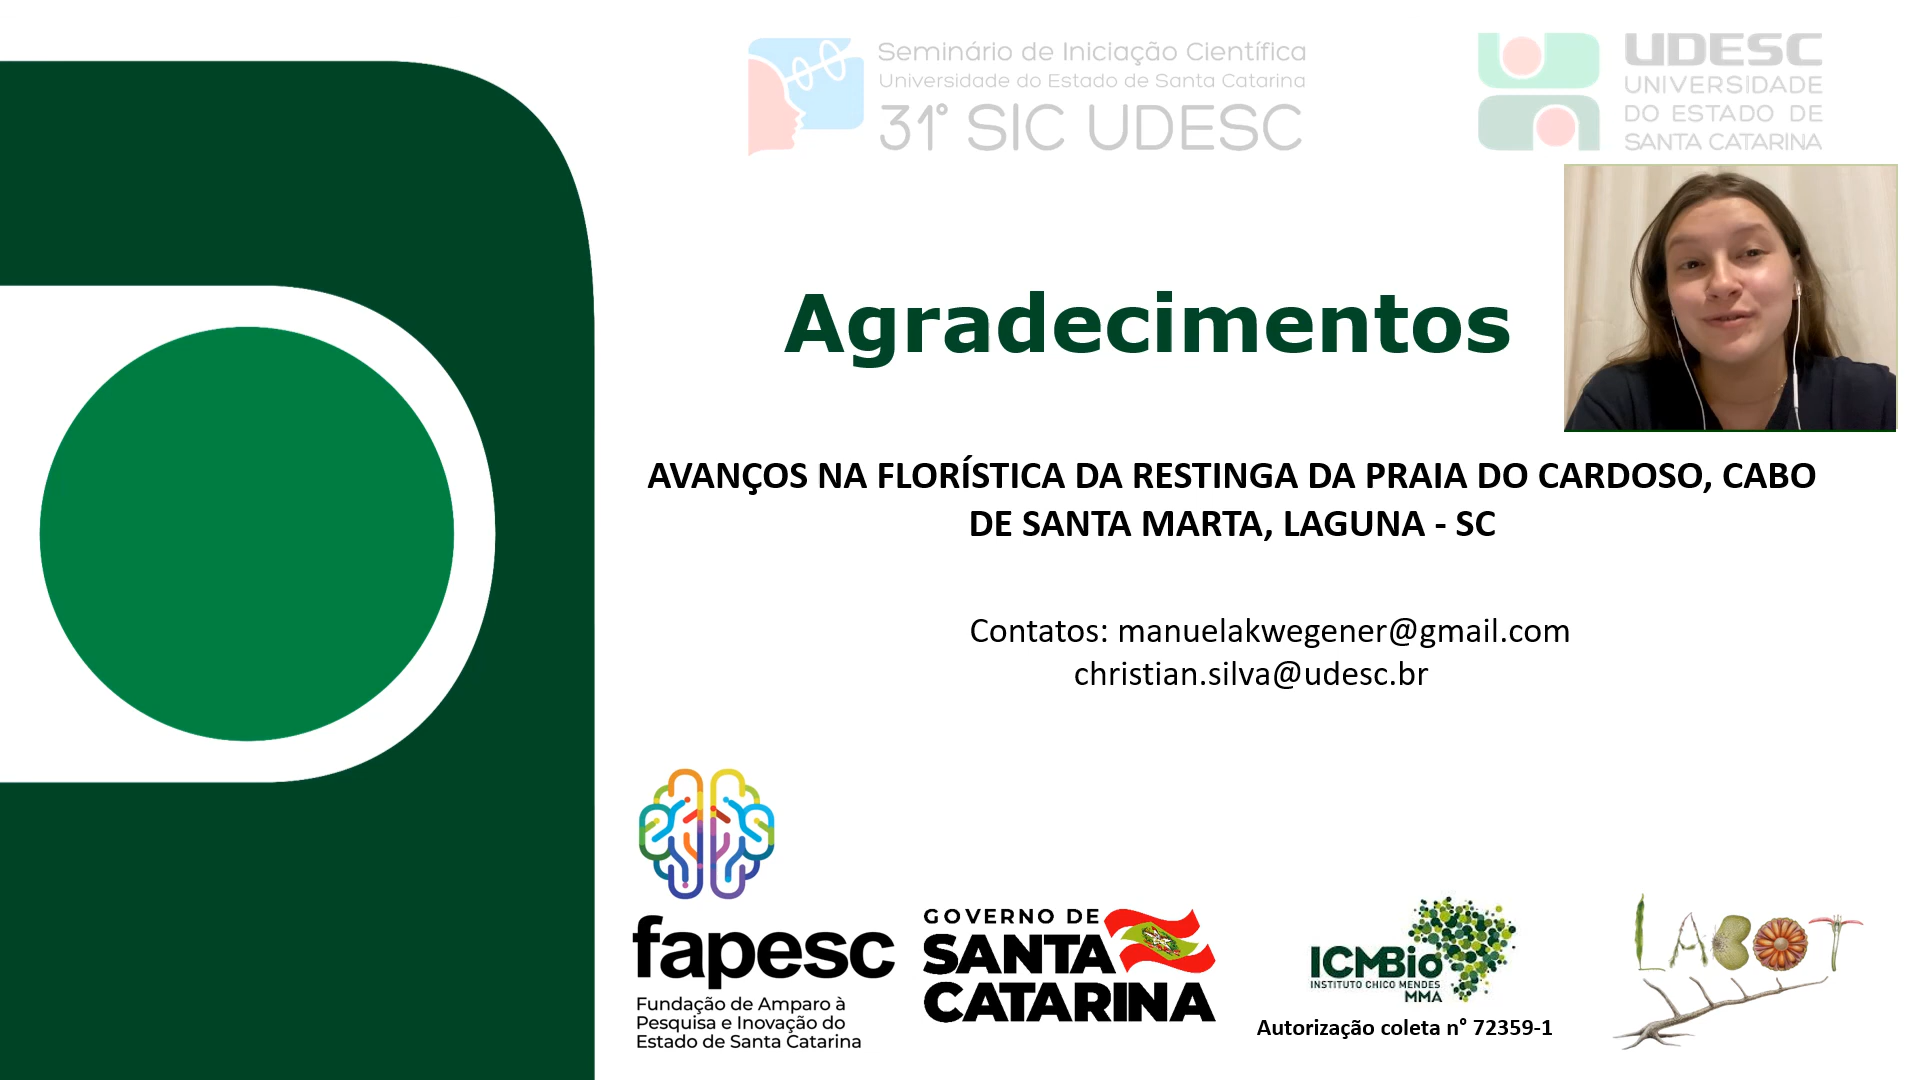 Seminário de Iniciação Científica
Universidade do Estado de Santa Catarina
31° SIC UDESC
UDESC
UNIVERSIDADE
DO ESTADO DE
SANTA CATARINA
Agradecimentos
AVANÇOS NA FLORÍSTICA DA RESTINGA DA PRAIA DO CARDOSO, CABO
DE SANTA MARTA, LAGUNA - SC
Contatos: manuelakwegener@gmail.com
christian.silva@udesc.br
fapesc
Fundação de Amparo à
Pesquisa e Inovação do
Estado de Santa Catarina
GOVERNO DE
SANTA
CATARINA
ICMBio
INSTITUTO CHICO MENDES
MMA
Autorização coleta n° 72359-1
LABOT